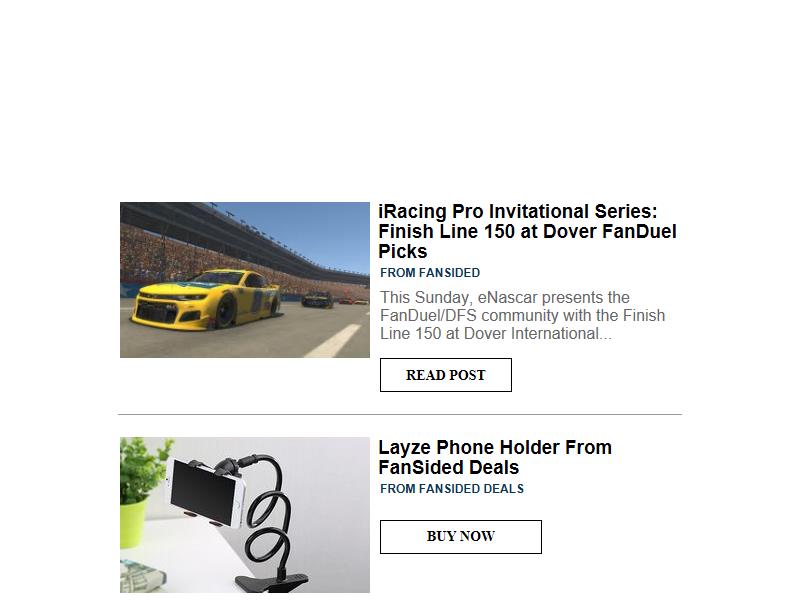 iRacing Pro Invitational Series:
Finish Line 150 at Dover FanDuel
Picks
FROM FANSIDED
This Sunday, eNascar presents the
FanDuel/DFS community with the Finish
Line 150 at Dover International...
READ POST
Layze Phone Holder From
FanSided Deals
FROM FANSIDED DEALS
BUY NOW